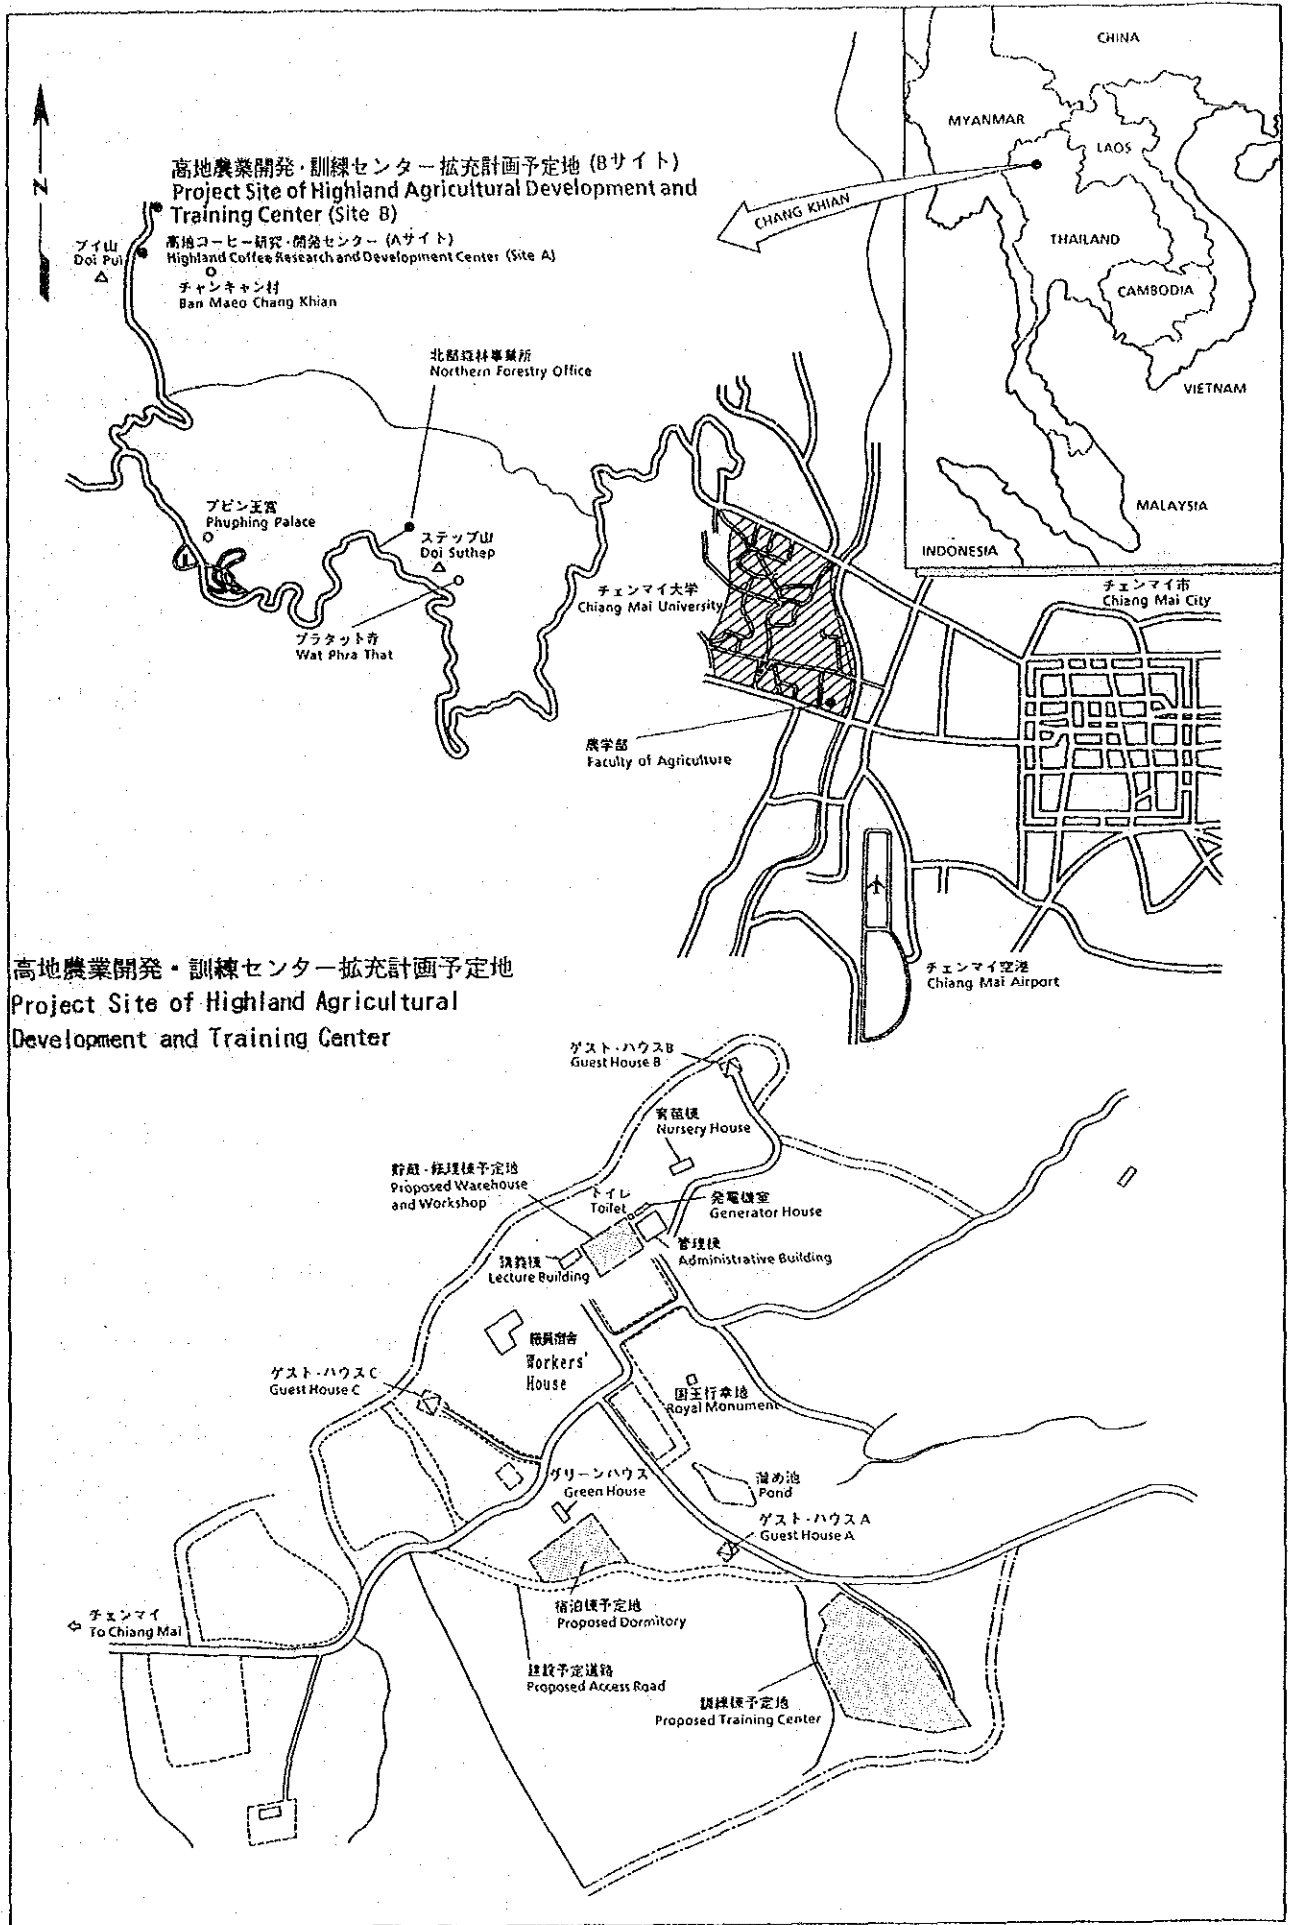 CHINA
MYANMAR
LAOS
CHANG KHIAN
THAILAND
CAMBODIA
VIETNAM
MALAYSIA
INDONESIA
N
高地農業開発・訓練センター拡充計画予定地 (Bサイト)
Project Site of Highland Agricultural Development and
Training Center (Site B)
高地コーヒー研究・開発センター (Aサイト)
Highland Coffee Research and Development Center (Site A)
プイ山
Doi Pui
チャンキャン村
Ban Maeo Chang Khian
北部森林事業所
Northern Forestry Office
プピン王宮
Phuphing Palace
ステップ山
Doi Suthep
プラタット寺
Wat Phra That
チェンマイ大学
Chiang Mai University
チェンマイ市
Chiang Mai City
農学部
Faculty of Agriculture
チェンマイ空港
Chiang Mai Airport
高地農業開発・訓練センター拡充計画予定地
Project Site of Highland Agricultural
Development and Training Center
ゲスト・ハウスB
Guest House B
育苗棟
Nursery House
貯蔵・修理棟予定地
Proposed Warehouse
and Workshop
トイレ
Toilet
発電機室
Generator House
管理棟
Administrative Building
講義棟
Lecture Building
職員宿舎
Workers'
House
ゲスト・ハウスC
Guest House C
国王行幸地
Royal Monument
グリーンハウス
Green House
溜め池
Pond
ゲスト・ハウスA
Guest House A
宿泊棟予定地
Proposed Dormitory
チェンマイ
To Chiang Mai
建設予定道路
Proposed Access Road
訓練棟予定地
Proposed Training Center